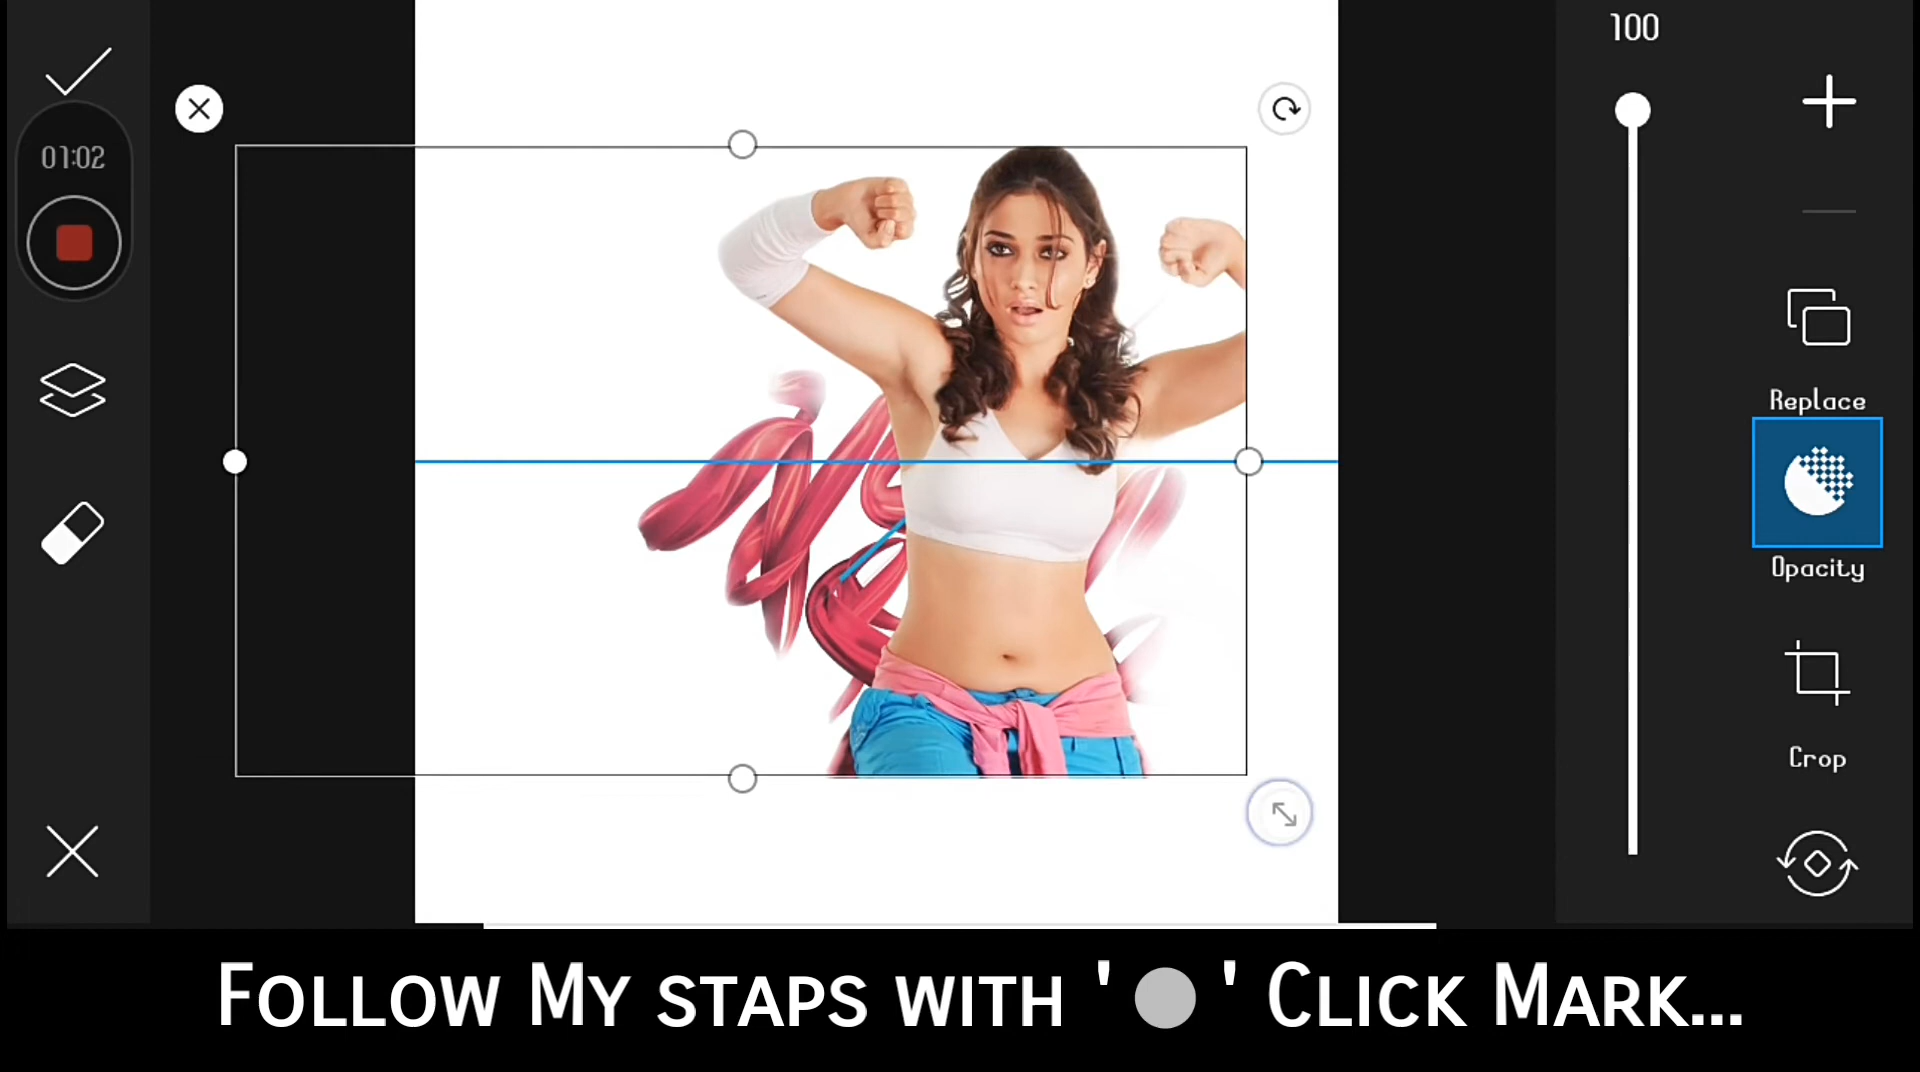 100
01:02
Replace
Opacity
Crop
Follow My staps with '●' Click Mark...